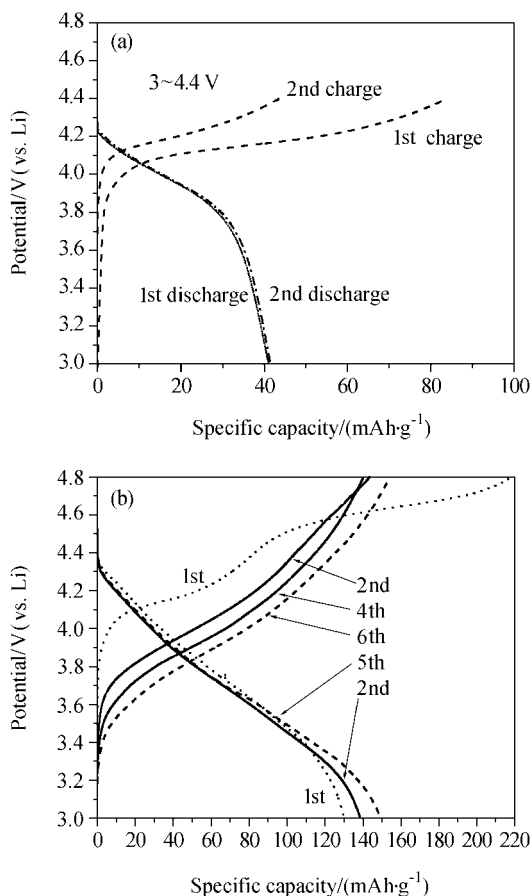 4.8
(a)
4.6
3~4.4 V
4.4
2nd charge
4.2
1st charge
4.0
3.8
3.6
3.4
1st discharge
2nd discharge
3.2
3.0
Potential/V(vs. Li)
0 20 40 60 80 100
Specific capacity/(mAh·g⁻¹)
4.8
(b)
4.6
4.4
1st
2nd
4.2
4th
4.0
6th
3.8
5th
3.6
2nd
3.4
3.2
1st
3.0
Potential/V(vs. Li)
0 20 40 60 80 100 120 140 160 180 200 220
Specific capacity/(mAh·g⁻¹)